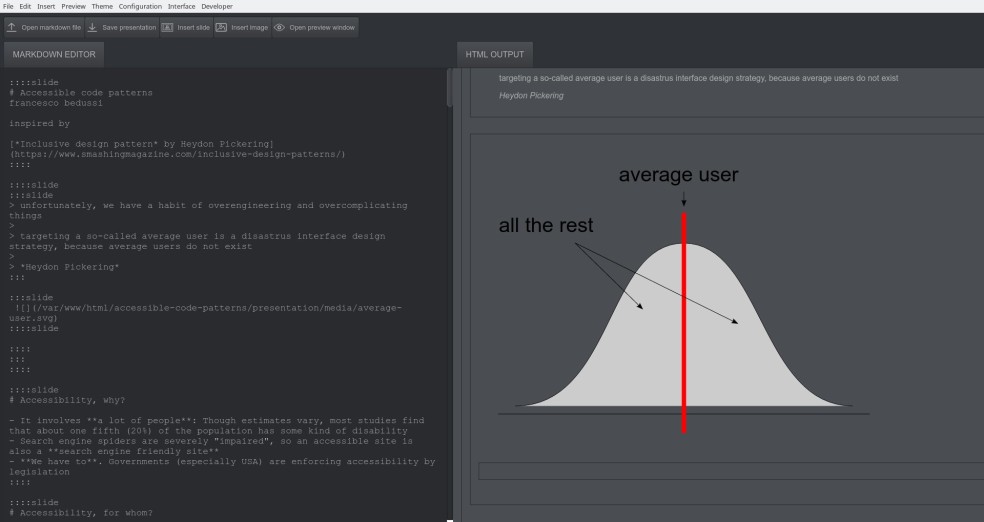 File Edit Insert Preview Theme Configuration Interface Developer
Open markdown file Save presentation Insert slide Insert image Open preview window
MARKDOWN EDITOR
::::slide
# Accessible code patterns
francesco bedussi
inspired by
[*Inclusive design pattern* by Heydon Pickering]
(https://www.smashingmagazine.com/inclusive-design-patterns/)
::::
::::slide
:::slide
> unfortunately, we have a habit of overengineering and overcomplicating
things
>
> targeting a so-called average user is a disastrus interface design
strategy, because average users do not exist
>
> *Heydon Pickering*
:::
:::slide
![](/var/www/html/accessible-code-patterns/presentation/media/average-
user.svg)
::::slide
::::
:::
::::
::::slide
# Accessibility, why?
- It involves **a lot of people**: Though estimates vary, most studies find
that about one fifth (20%) of the population has some kind of disability
- Search engine spiders are severely "impaired", so an accessible site is
also a **search engine friendly site**
- **We have to**. Governments (especially USA) are enforcing accessibility by
legislation
::::
::::slide
# Accessibility, for whom?
HTML OUTPUT
targeting a so-called average user is a disastrus interface design strategy, because average users do not exist
Heydon Pickering
average user
all the rest